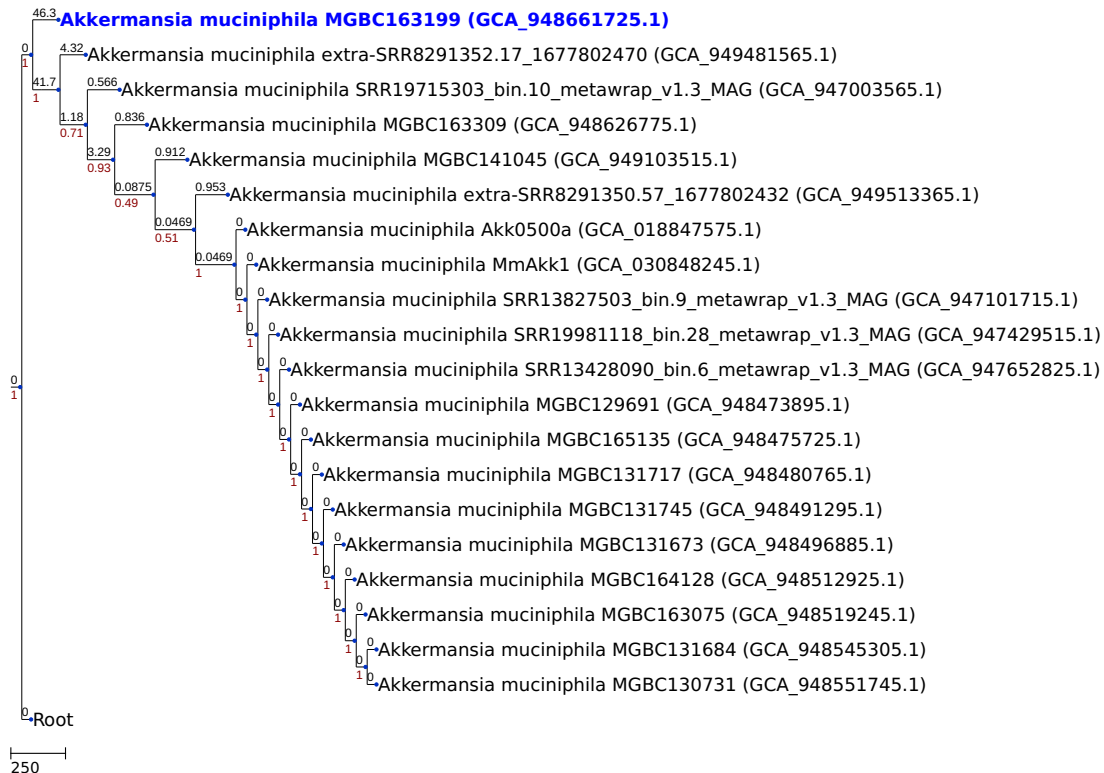 46.3 Akkermansia muciniphila MGBC163199 (GCA_948661725.1)
0 4.32 Akkermansia muciniphila extra-SRR8291352.17_1677802470 (GCA_949481565.1)
1
41.7 0.566 Akkermansia muciniphila SRR19715303_bin.10_metawrap_v1.3_MAG (GCA_947003565.1)
1
1.18 0.836 Akkermansia muciniphila MGBC163309 (GCA_948626775.1)
0.71
3.29 0.912 Akkermansia muciniphila MGBC141045 (GCA_949103515.1)
0.93
0.0875 0.953 Akkermansia muciniphila extra-SRR8291350.57_1677802432 (GCA_949513365.1)
0.49
0.0469 0 Akkermansia muciniphila Akk0500a (GCA_018847575.1)
0.51
0.0469 0 Akkermansia muciniphila MmAkk1 (GCA_030848245.1)
1
0 0 Akkermansia muciniphila SRR13827503_bin.9_metawrap_v1.3_MAG (GCA_947101715.1)
1
0 0 Akkermansia muciniphila SRR19981118_bin.28_metawrap_v1.3_MAG (GCA_947429515.1)
1
0 0 Akkermansia muciniphila SRR13428090_bin.6_metawrap_v1.3_MAG (GCA_947652825.1)
1
0
1
0 0 Akkermansia muciniphila MGBC129691 (GCA_948473895.1)
1
0 0 Akkermansia muciniphila MGBC165135 (GCA_948475725.1)
1
0 0 Akkermansia muciniphila MGBC131717 (GCA_948480765.1)
1
0 0 Akkermansia muciniphila MGBC131745 (GCA_948491295.1)
1
0 0 Akkermansia muciniphila MGBC131673 (GCA_948496885.1)
1
0 0 Akkermansia muciniphila MGBC164128 (GCA_948512925.1)
1
0 0 Akkermansia muciniphila MGBC163075 (GCA_948519245.1)
1
0 0 Akkermansia muciniphila MGBC131684 (GCA_948545305.1)
1
0 0 Akkermansia muciniphila MGBC130731 (GCA_948551745.1)
1
0 Root
250